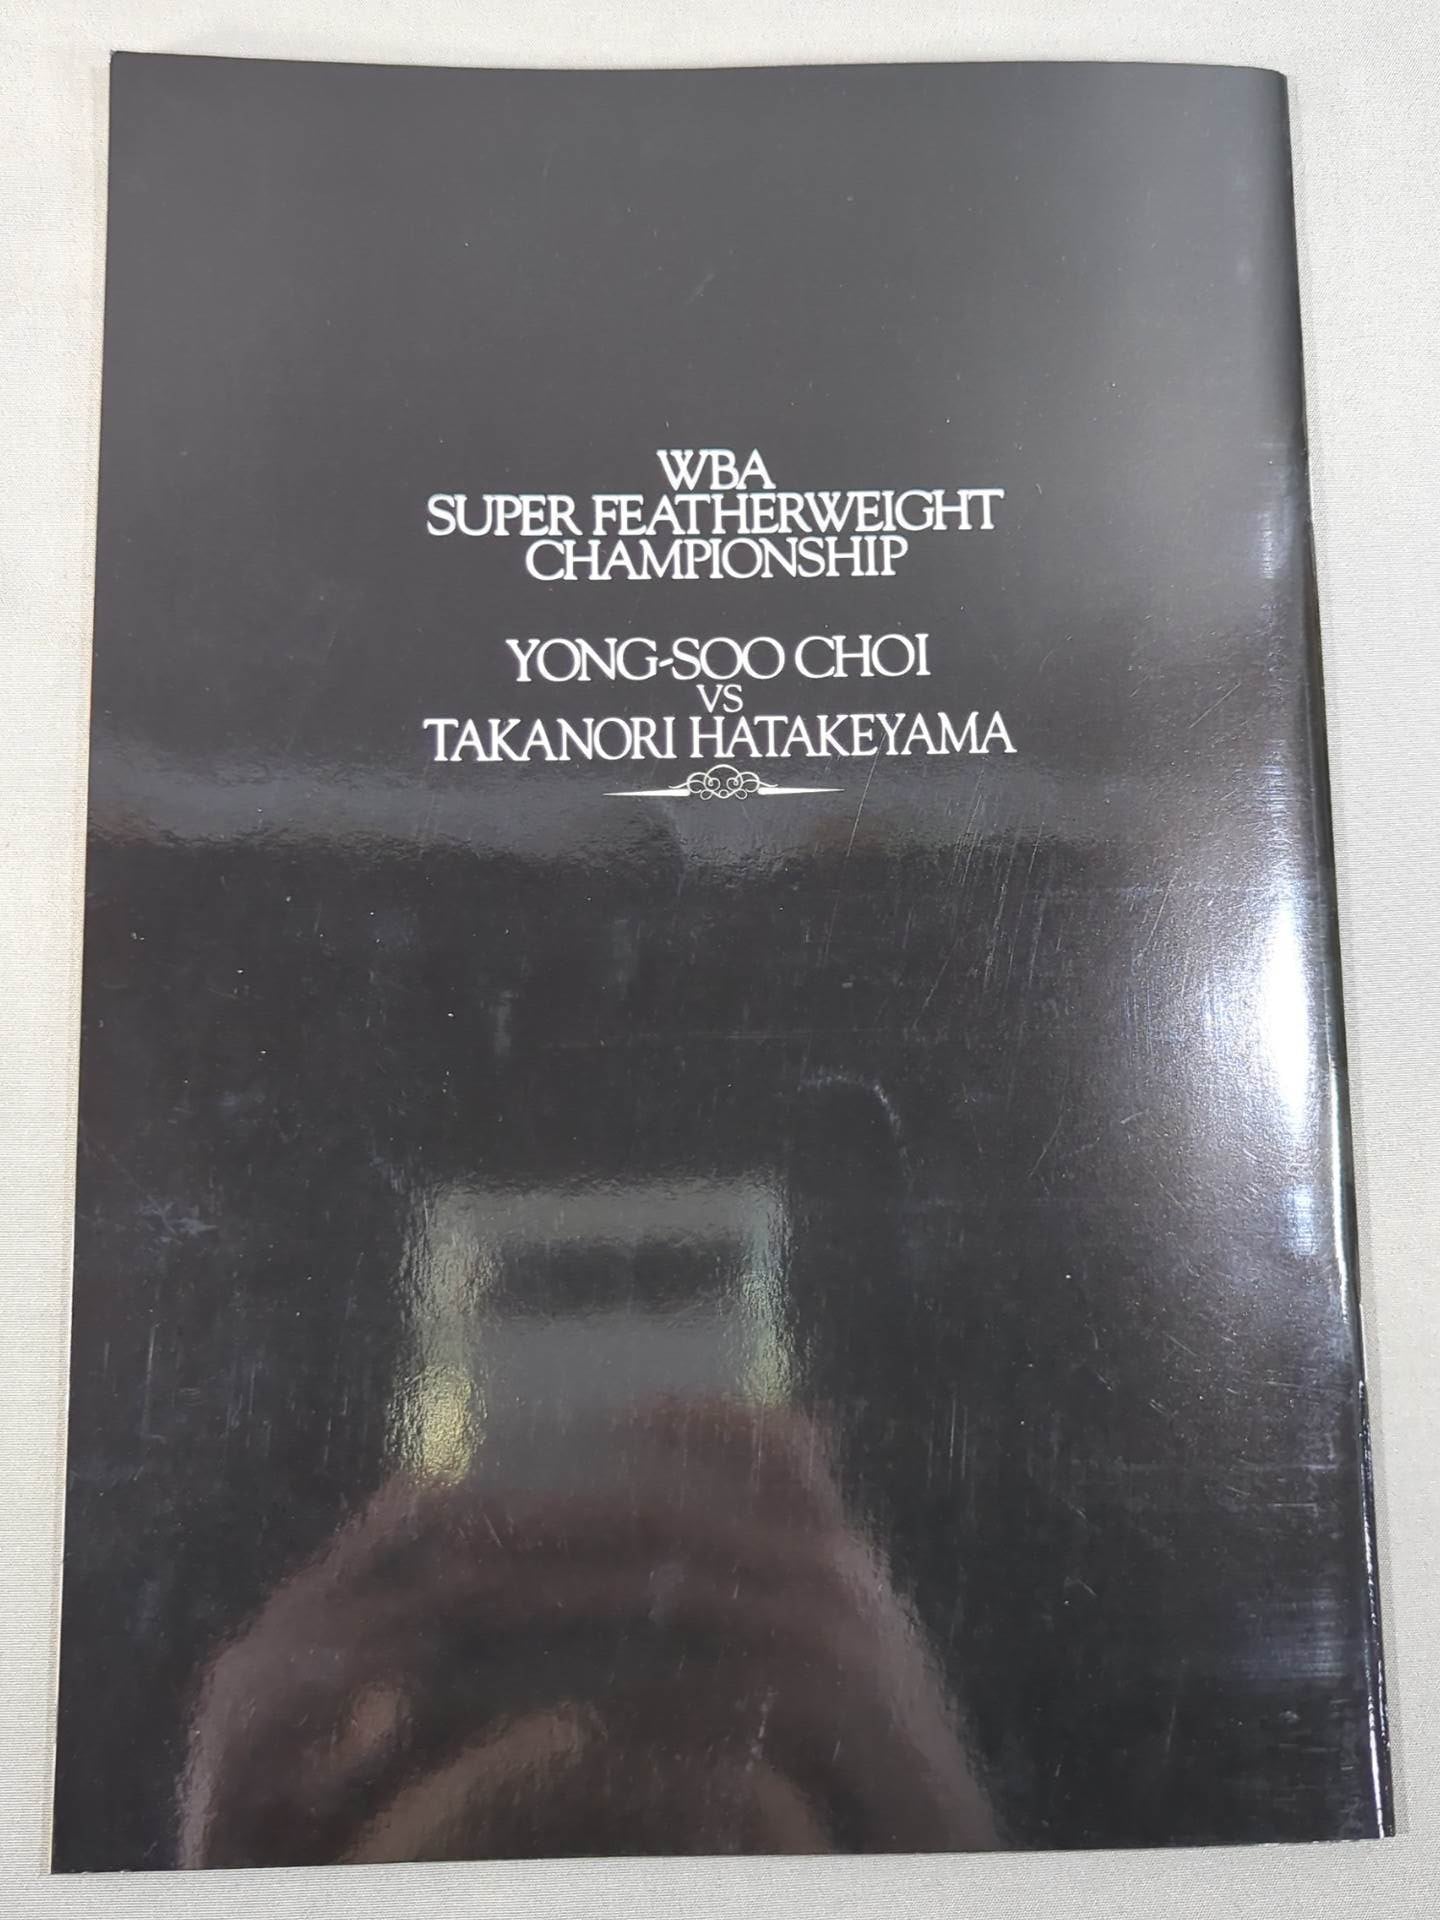 WBA
SUPER FEATHERWEIGHT
CHAMPIONSHIP
YONG-SOO CHOI
VS
TAKANORI HATAKEYAMA